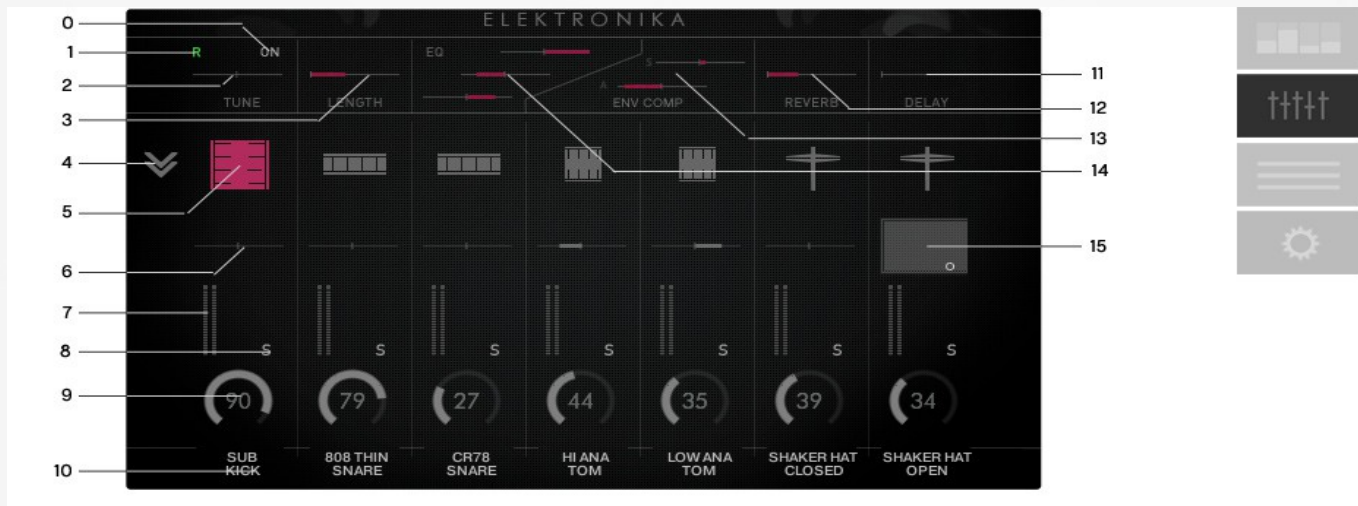 ELEKTRONIKA
0
1 R ON EQ
S
2 11
A
TUNE LENGTH ENV COMP REVERB DELAY
12
3
13
4
14
5
6 15
O
7
8 S S S S S S S
9 90 79 27 44 35 39 34
SUB 808 THIN CR78 HI ANA LOW ANA SHAKER HAT SHAKER HAT
10 KICK SNARE SNARE TOM TOM CLOSED OPEN